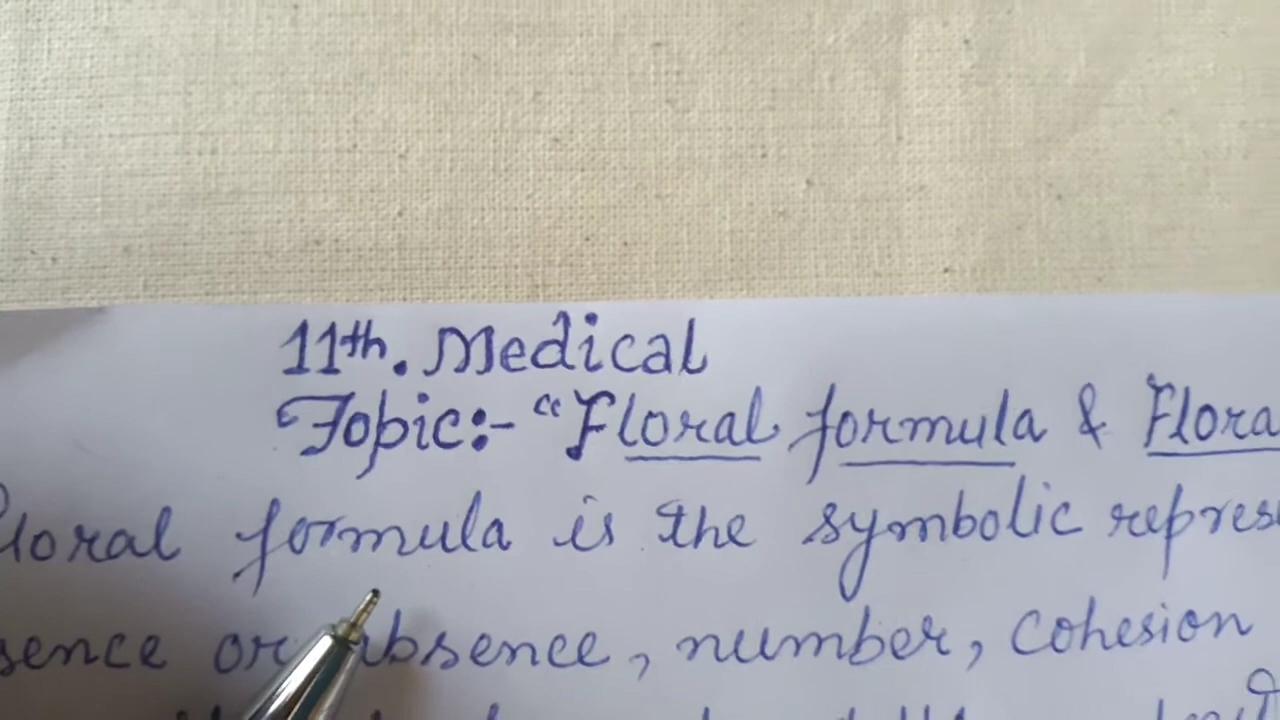 11th. Medical
Topic:- "Floral formula & Flora
loral formula is the symbolic repres
sence or absence, number, Cohesion